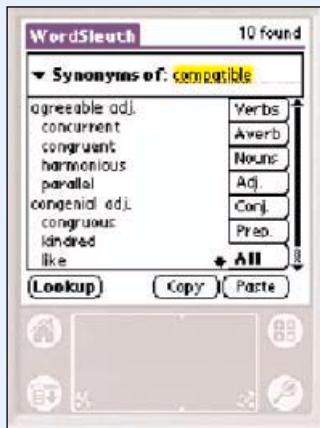 WordSleuth 10 found
Synonyms of: compatible
agreeable adj.
concurrent
congruent
harmonious
parallel
congenial adj.
congruous
kindred
like
Verbs
Averb
Nouns
Adj.
Conj.
Prep.
All
Lookup Copy Paste